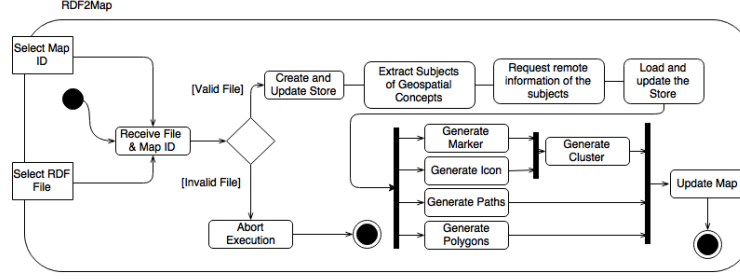 RDF2Map
Select Map
ID
Select RDF
File
Receive File
& Map ID
[Valid File]
[Invalid File]
Create and
Update Store
Extract Subjects
of Geospatial
Concepts
Request remote
information of the
subjects
Load and
update the
Store
Generate
Marker
Generate Icon
Generate Paths
Generate
Polygons
Generate
Cluster
Update Map
Abort
Execution